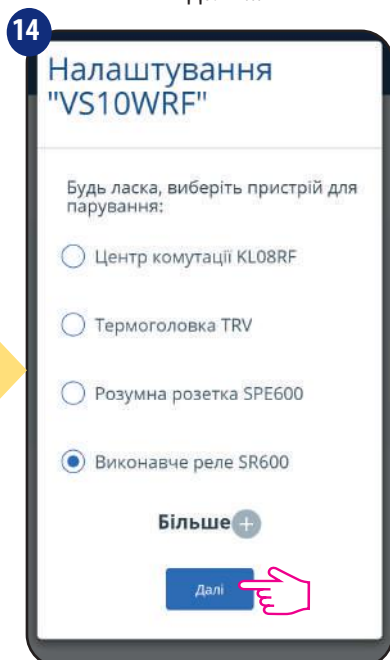 14
Налаштування
"VS10WRF"
Будь ласка, виберіть пристрій для
парування:
Центр комутації KL08RF
Термоголовка TRV
Розумна розетка SPE600
Виконавче реле SR600
Більше +
Далі